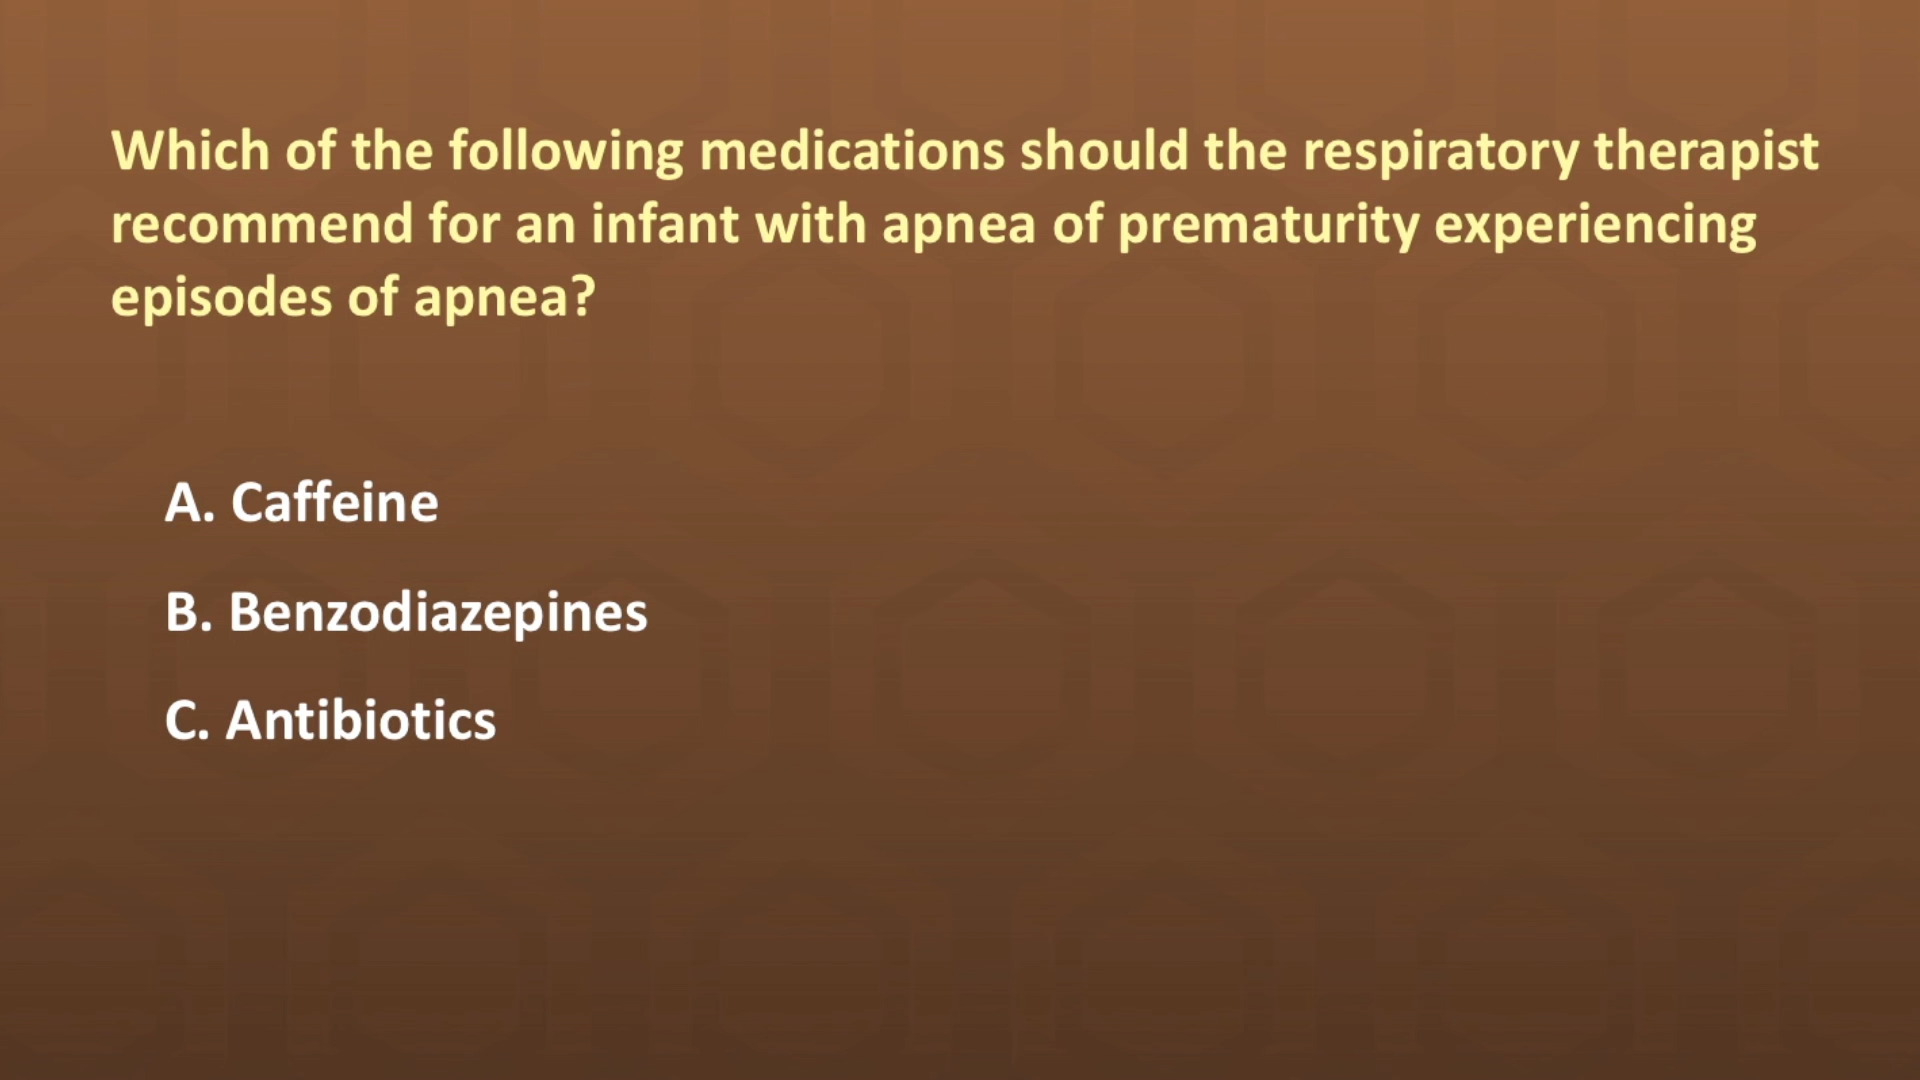 Which of the following medications should the respiratory therapist
recommend for an infant with apnea of prematurity experiencing
episodes of apnea?
A. Caffeine
B. Benzodiazepines
C. Antibiotics